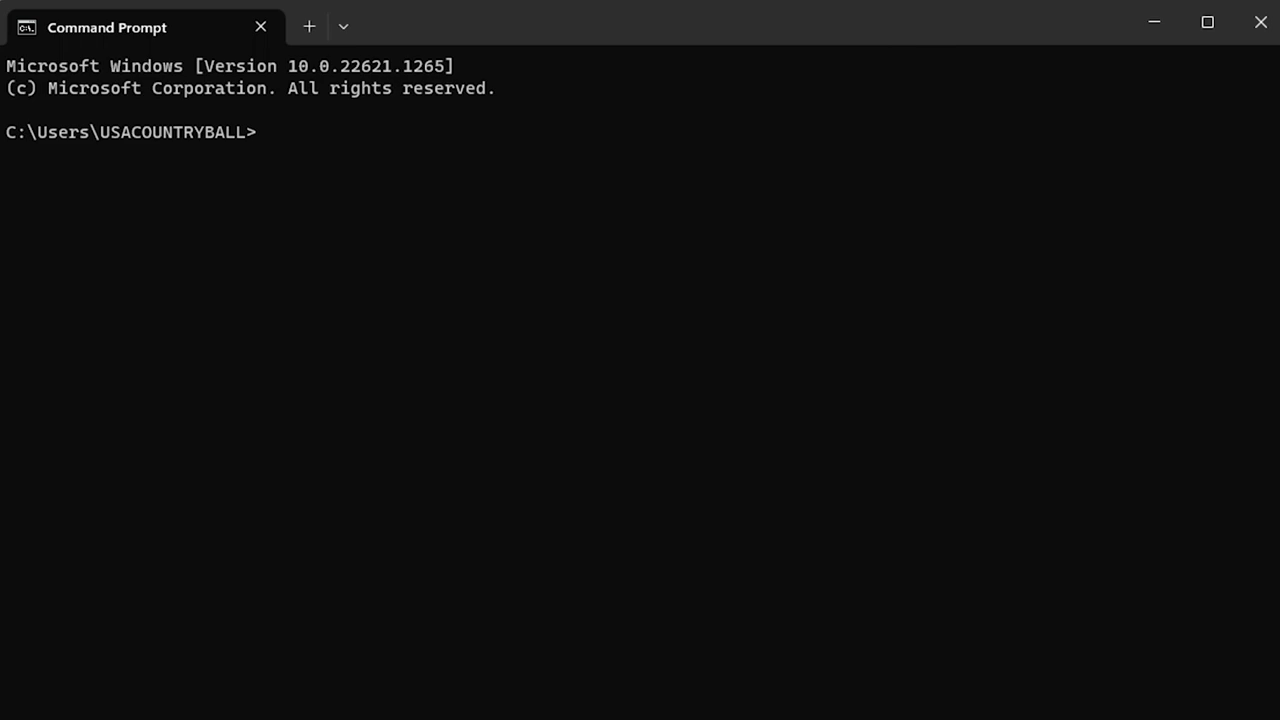 Command Prompt
Microsoft Windows [Version 10.0.22621.1265]
(c) Microsoft Corporation. All rights reserved.
C:\Users\USACOUNTRYBALL>